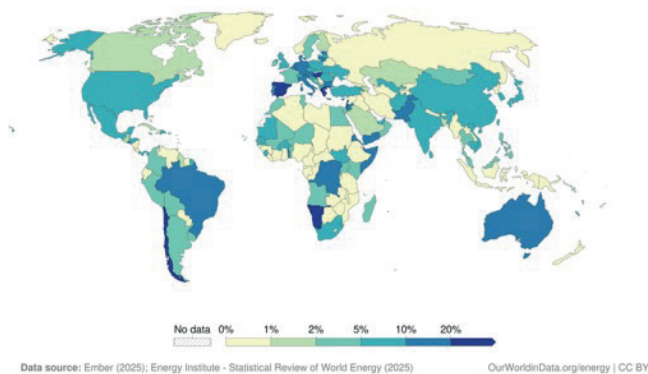 No data 0% 1% 2% 5% 10% 20%
Data source: Ember (2025); Energy Institute - Statistical Review of World Energy (2025) OurWorldinData.org/energy | CC BY